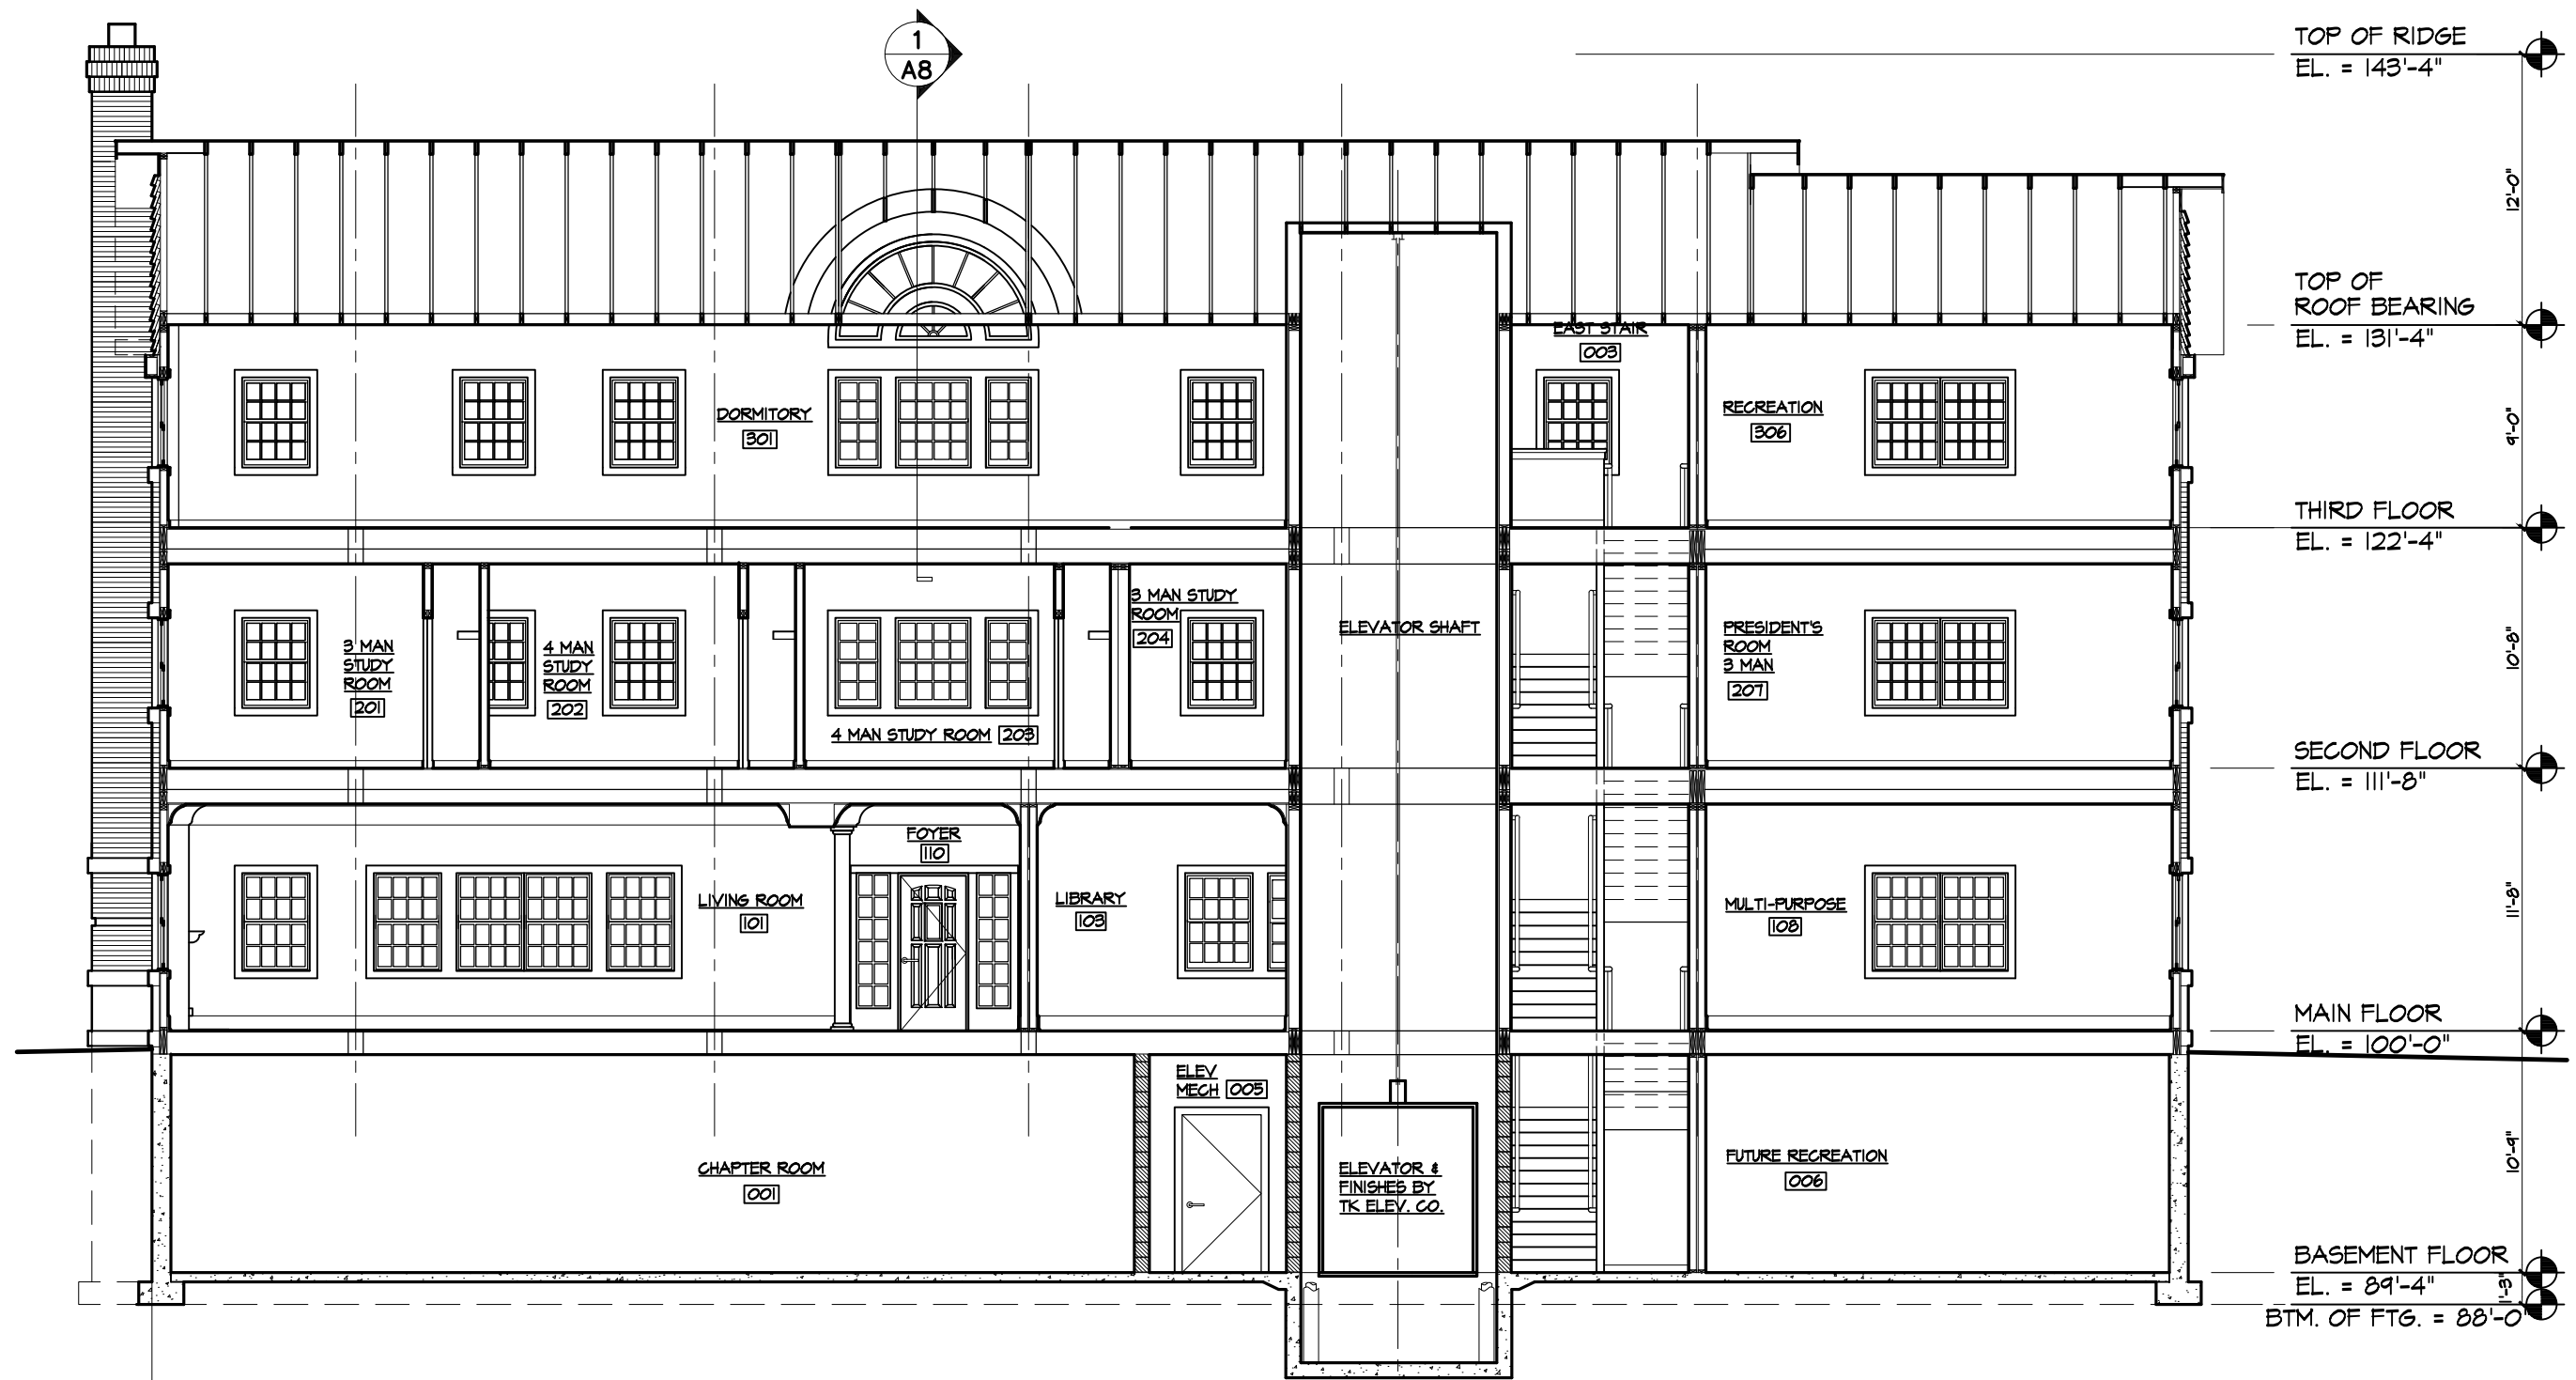 1
A8
TOP OF RIDGE
EL. = 143'-4"
12'-0"
TOP OF
ROOF BEARING
EL. = 131'-4"
EAST STAIR
003
DORMITORY
301
RECREATION
306
9'-0"
THIRD FLOOR
EL. = 122'-4"
3 MAN
STUDY
ROOM
201
4 MAN
STUDY
ROOM
202
4 MAN STUDY ROOM 203
3 MAN STUDY
ROOM
204
ELEVATOR SHAFT
PRESIDENT'S
ROOM
3 MAN
207
10'-8"
SECOND FLOOR
EL. = 111'-8"
FOYER
110
LIVING ROOM
101
LIBRARY
103
MULTI-PURPOSE
108
11'-8"
MAIN FLOOR
EL. = 100'-0"
ELEV
MECH 005
CHAPTER ROOM
001
ELEVATOR &
FINISHES BY
TK ELEV. CO.
FUTURE RECREATION
006
10'-9"
BASEMENT FLOOR
EL. = 89'-4"
1'-3"
BTM. OF FTG. = 88'-0"